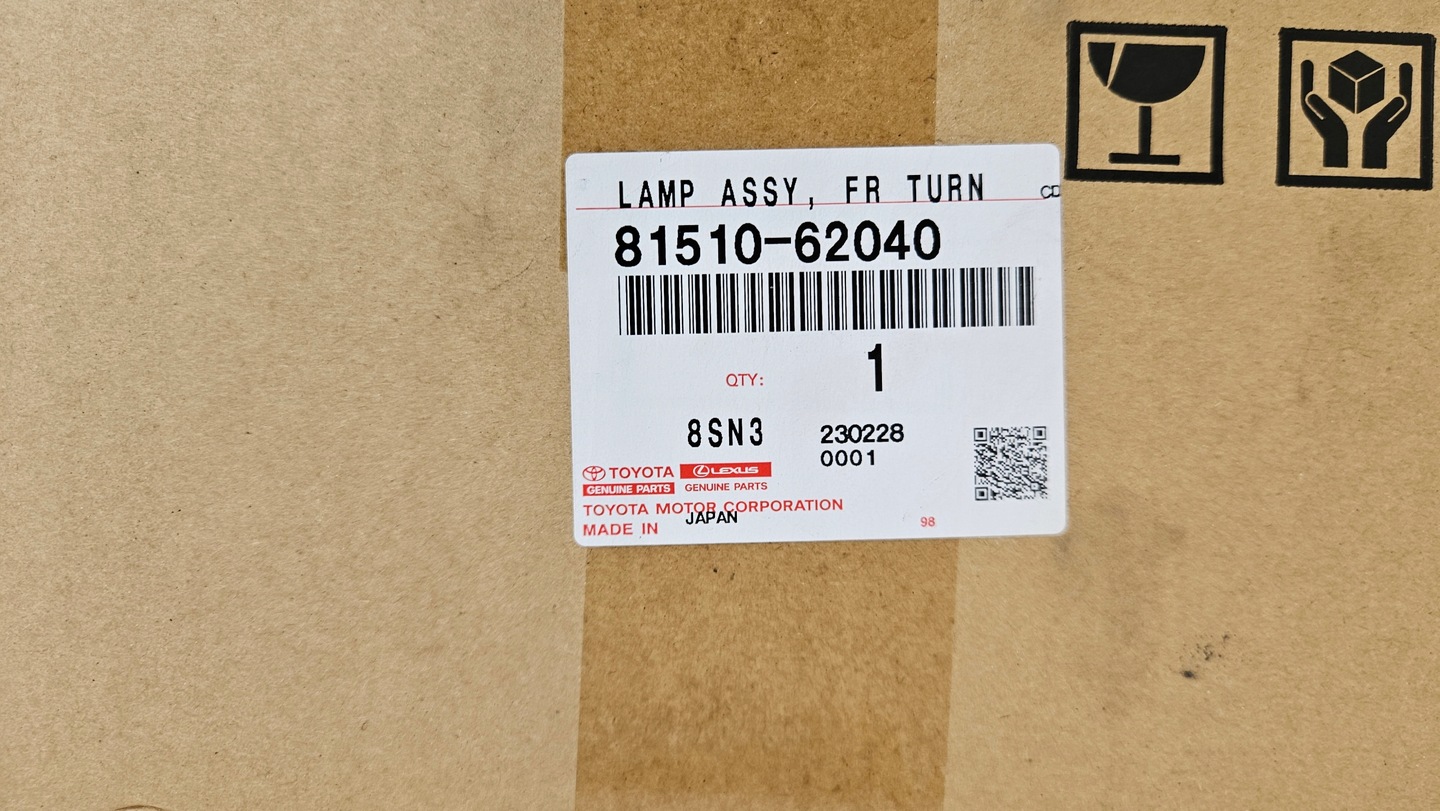 LAMP ASSY, FR TURN CD
81510-62040
QTY: 1
8SN3 230228
0001
TOYOTA LEXUS
GENUINE PARTS GENUINE PARTS
TOYOTA MOTOR CORPORATION
MADE IN JAPAN
98